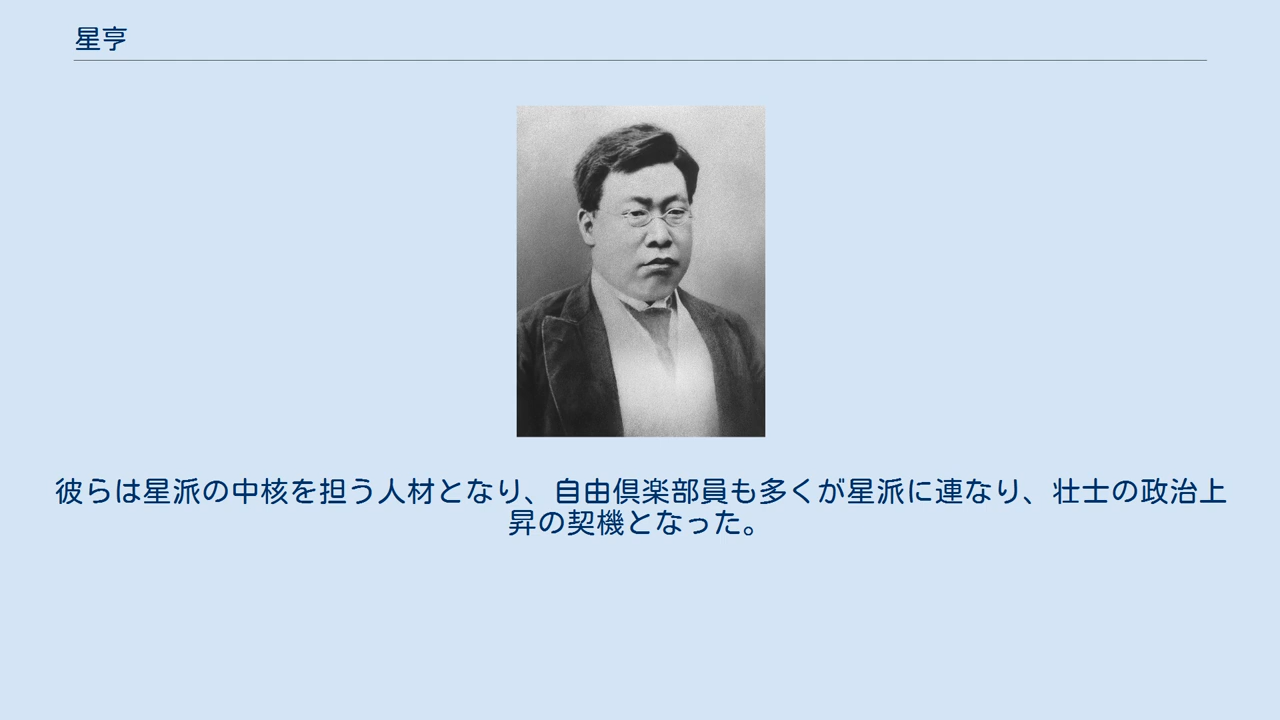 星亨
彼らは星派の中核を担う人材となり、自由倶楽部員も多くが星派に連なり、壮士の政治上
昇の契機となった。